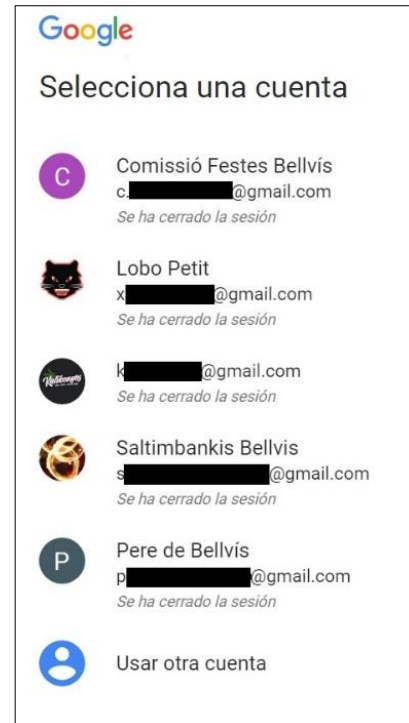 Google
Selecciona una cuenta
C
Comissió Festes Bellvís
c.@gmail.com
Se ha cerrado la sesión
Lobo Petit
x@gmail.com
Se ha cerrado la sesión
k@gmail.com
Se ha cerrado la sesión
Saltimbankis Bellvis
s@gmail.com
Se ha cerrado la sesión
P
Pere de Bellvís
p@gmail.com
Se ha cerrado la sesión
Usar otra cuenta